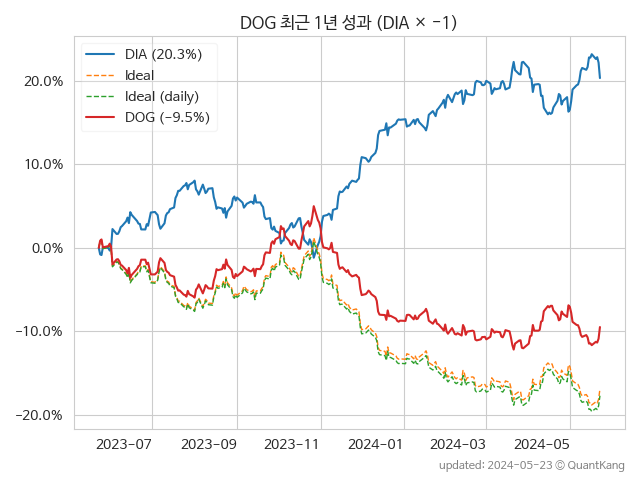 DOG 최근 1년 성과 (DIA × -1)
DIA (20.3%)
Ideal
Ideal (daily)
DOG (-9.5%)
20.0%
10.0%
0.0%
-10.0%
-20.0%
2023-07
2023-09
2023-11
2024-01
2024-03
2024-05
updated: 2024-05-23 © QuantKang